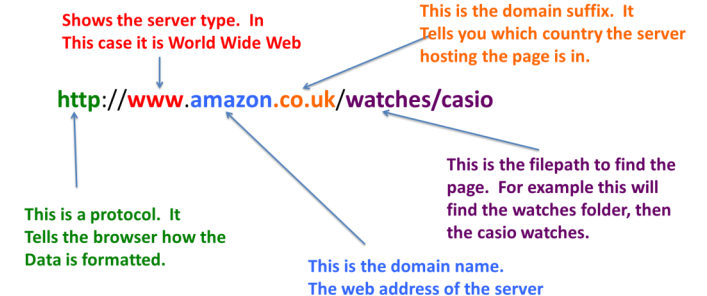 Shows the server type. In
This case it is World Wide Web
This is the domain suffix. It
Tells you which country the server
hosting the page is in.
http://www.amazon.co.uk/watches/casio
This is the filepath to find the
page. For example this will
find the watches folder, then
the casio watches.
This is a protocol. It
Tells the browser how the
Data is formatted.
This is the domain name.
The web address of the server